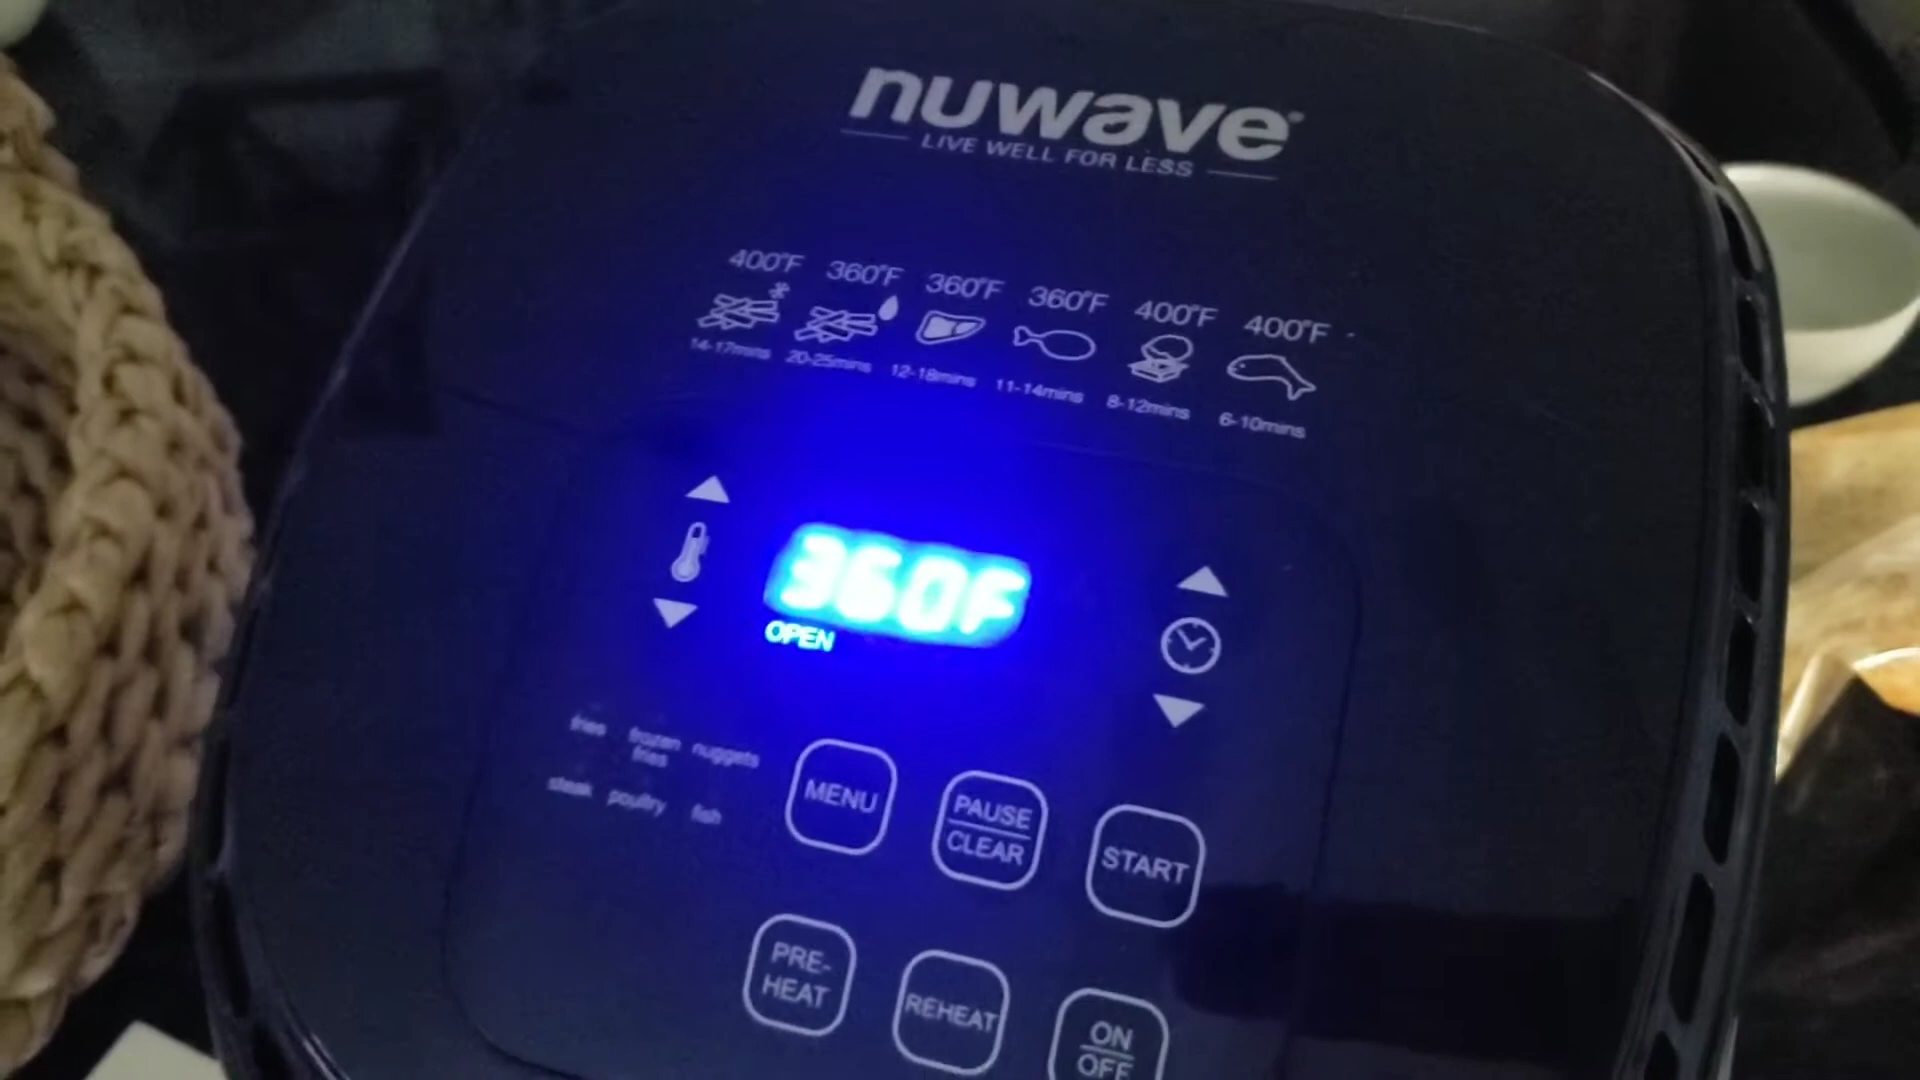 nuwave®
LIVE WELL FOR LESS
400°F 360°F 360°F 360°F 400°F 400°F
14-17mins 20-25mins 12-18mins 11-14mins 8-12mins 6-10mins
360F
OPEN
fries frozen fries nuggets
steak poultry fish
MENU
PAUSE
CLEAR
START
PRE-
HEAT
REHEAT
ON
OFF